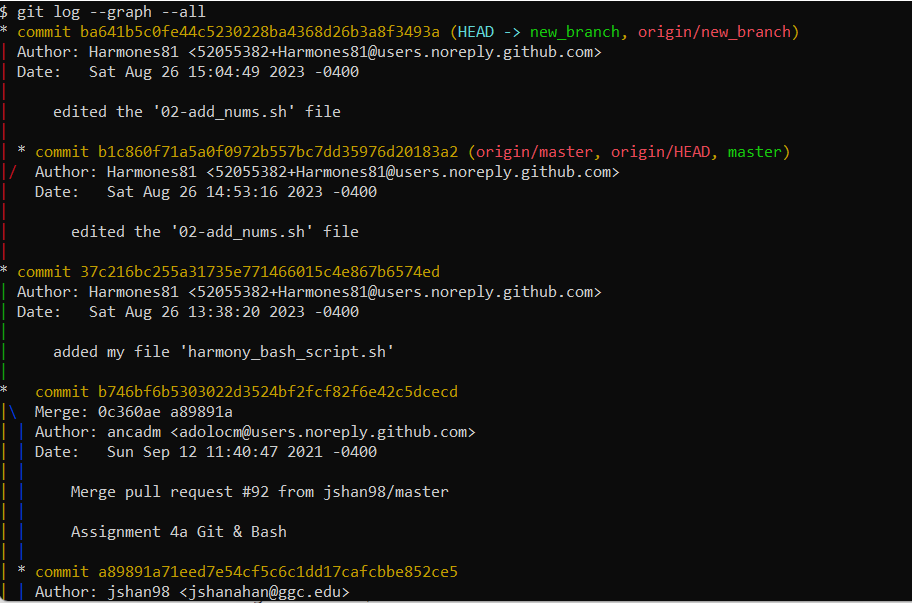 $ git log --graph --all
* commit ba641b5c0fe44c5230228ba4368d26b3a8f3493a (HEAD -> new_branch, origin/new_branch)
| Author: Harmones81 <52055382+Harmones81@users.noreply.github.com>
| Date:   Sat Aug 26 15:04:49 2023 -0400
|
|     edited the '02-add_nums.sh' file
|
| * commit b1c860f71a5a0f0972b557bc7dd35976d20183a2 (origin/master, origin/HEAD, master)
|/  Author: Harmones81 <52055382+Harmones81@users.noreply.github.com>
|   Date:   Sat Aug 26 14:53:16 2023 -0400
|
|       edited the '02-add_nums.sh' file
|
* commit 37c216bc255a31735e771466015c4e867b6574ed
| Author: Harmones81 <52055382+Harmones81@users.noreply.github.com>
| Date:   Sat Aug 26 13:38:20 2023 -0400
|
|     added my file 'harmony_bash_script.sh'
|
*   commit b746bf6b5303022d3524bf2fcf82f6e42c5dcecd
|\  Merge: 0c360ae a89891a
| | Author: ancadm <adolocm@users.noreply.github.com>
| | Date:   Sun Sep 12 11:40:47 2021 -0400
| |
| |     Merge pull request #92 from jshan98/master
| |
| |     Assignment 4a Git & Bash
| |
| * commit a89891a71eed7e54cf5c6c1dd17cafcbbe852ce5
| | Author: jshan98 <jshanahan@ggc.edu>